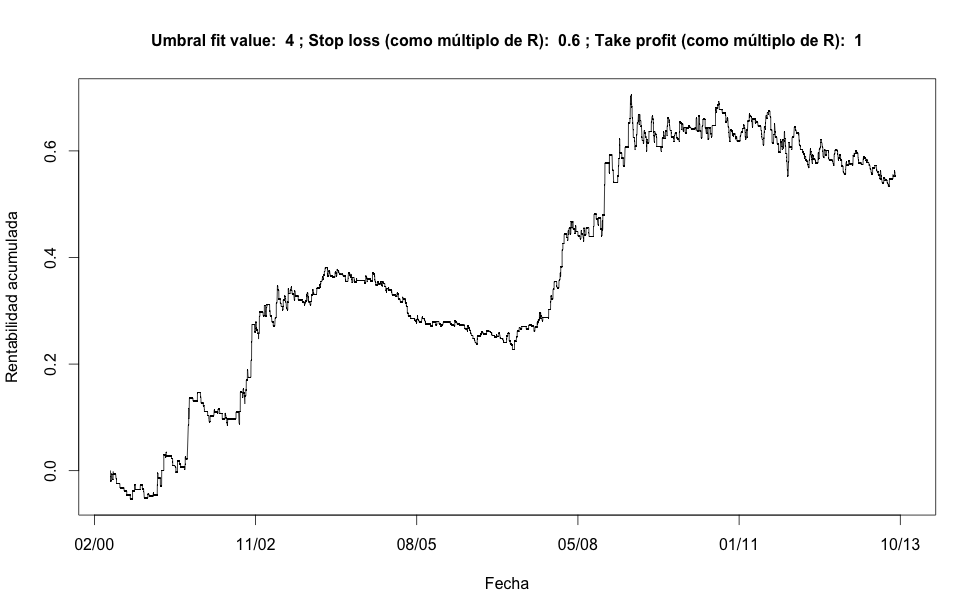 Umbral fit value:  4 ; Stop loss (como múltiplo de R):  0.6 ; Take profit (como múltiplo de R):  1
Rentabilidad acumulada
0.6
0.4
0.2
0.0
02/00 11/02 08/05 05/08 01/11 10/13
Fecha